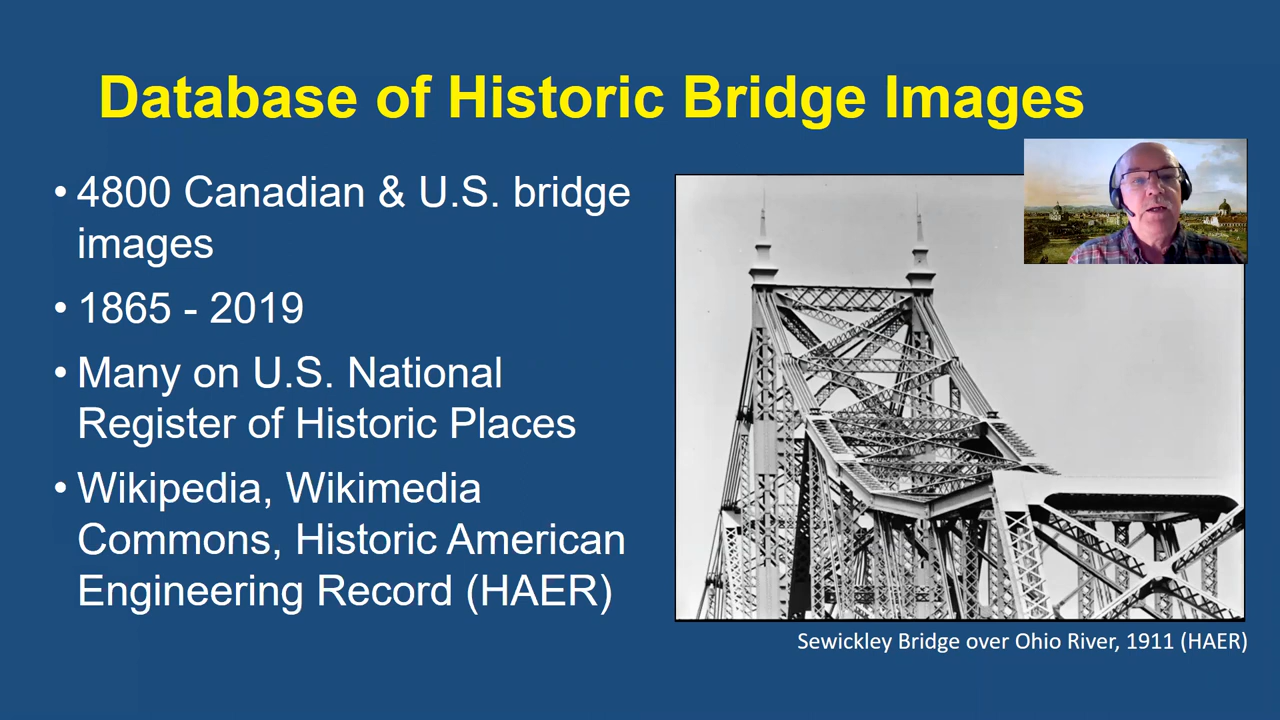 Database of Historic Bridge Images
• 4800 Canadian & U.S. bridge
images
• 1865 - 2019
• Many on U.S. National
Register of Historic Places
• Wikipedia, Wikimedia
Commons, Historic American
Engineering Record (HAER)
Sewickley Bridge over Ohio River, 1911 (HAER)